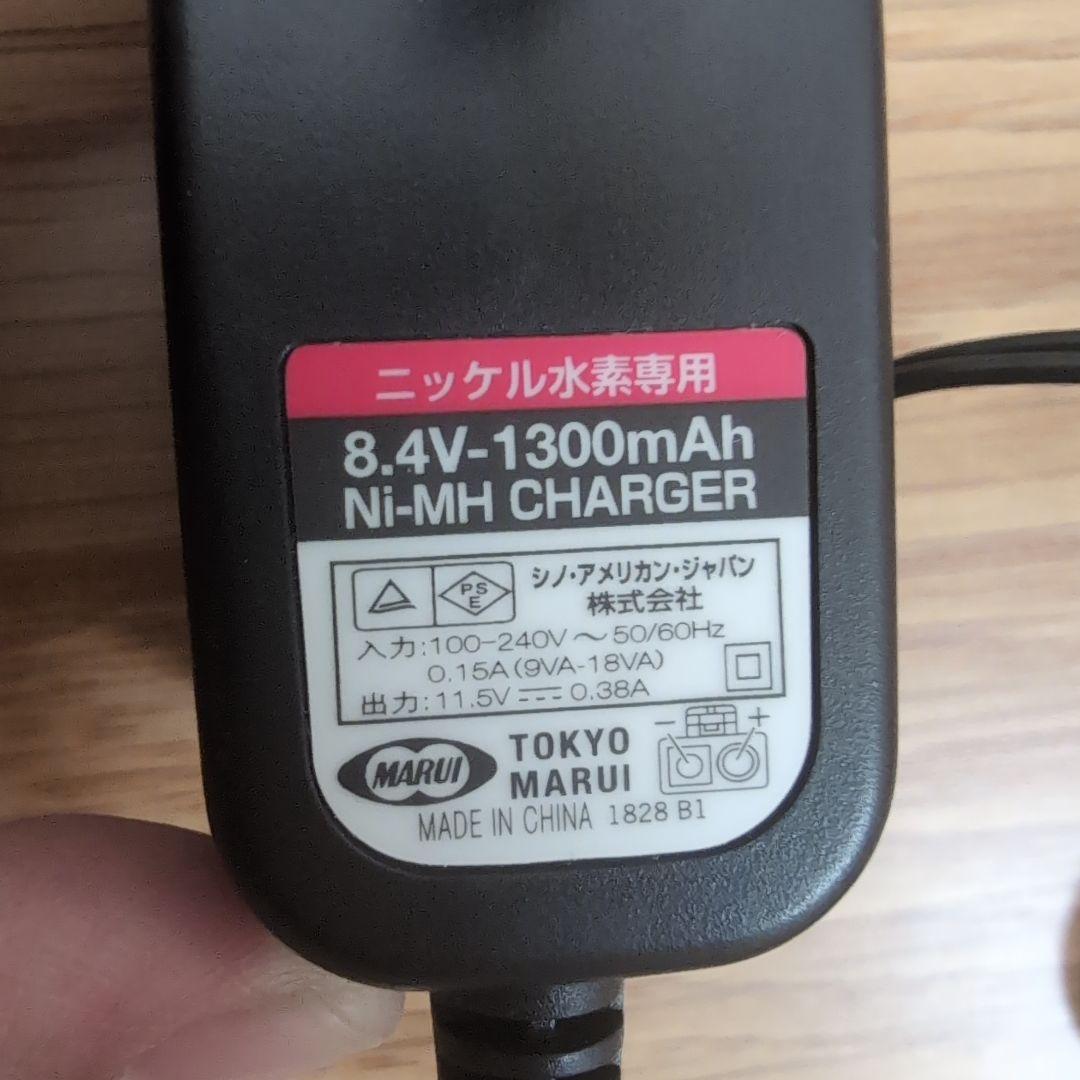 ニッケル水素専用
8.4V-1300mAh
Ni-MH CHARGER
PS
E
シノ・アメリカン・ジャパン
株式会社
入力:100-240V～50/60Hz
0.15A(9VA-18VA)
出力:11.5V⎓0.38A
- +
MARUI
TOKYO
MARUI
MADE IN CHINA 1828 B1